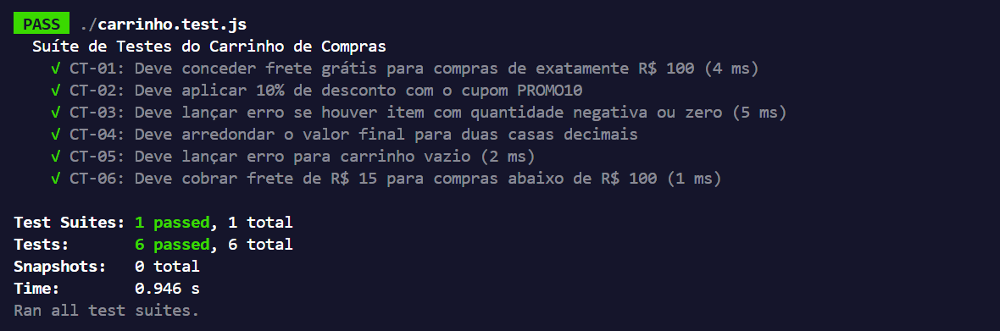 PASS ./carrinho.test.js
Suíte de Testes do Carrinho de Compras
√ CT-01: Deve conceder frete grátis para compras de exatamente R$ 100 (4 ms)
√ CT-02: Deve aplicar 10% de desconto com o cupom PROMO10
√ CT-03: Deve lançar erro se houver item com quantidade negativa ou zero (5 ms)
√ CT-04: Deve arredondar o valor final para duas casas decimais
√ CT-05: Deve lançar erro para carrinho vazio (2 ms)
√ CT-06: Deve cobrar frete de R$ 15 para compras abaixo de R$ 100 (1 ms)
Test Suites: 1 passed, 1 total
Tests: 6 passed, 6 total
Snapshots: 0 total
Time: 0.946 s
Ran all test suites.